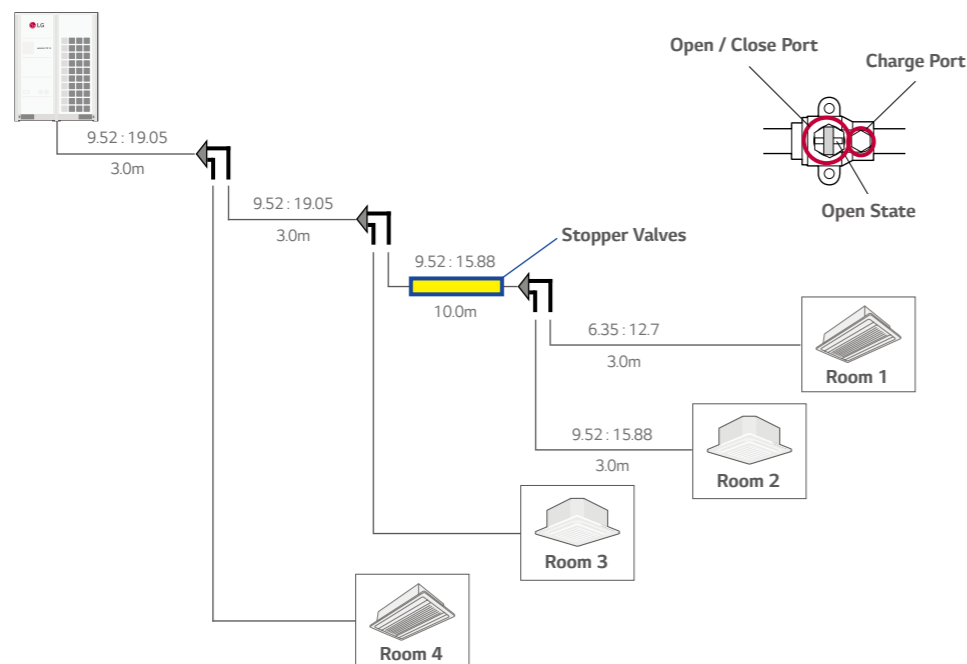 LG
Open / Close Port
Charge Port
9.52 : 19.05
3.0m
Open State
9.52 : 19.05
3.0m
Stopper Valves
9.52 : 15.88
10.0m
6.35 : 12.7
3.0m
Room 1
9.52 : 15.88
3.0m
Room 2
Room 3
Room 4